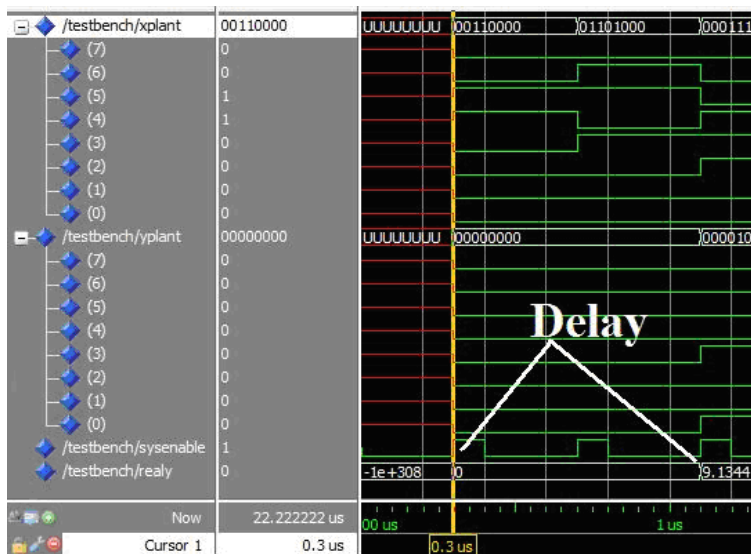 /testbench/xplant 00110000 UUUUUUUU 00110000 01101000 000111
(7) 0
(6) 0
(5) 1
(4) 1
(3) 0
(2) 0
(1) 0
(0) 0
/testbench/yplant 00000000 UUUUUUUU 00000000 000010
(7) 0
(6) 0
(5) 0
(4) 0
(3) 0
(2) 0
(1) 0
(0) 0
Delay
/testbench/sysenable 1
/testbench/realy 0 -1e+308 0 9.1344
Now 22.222222 us 00 us 1 us
Cursor 1 0.3 us 0.3 us